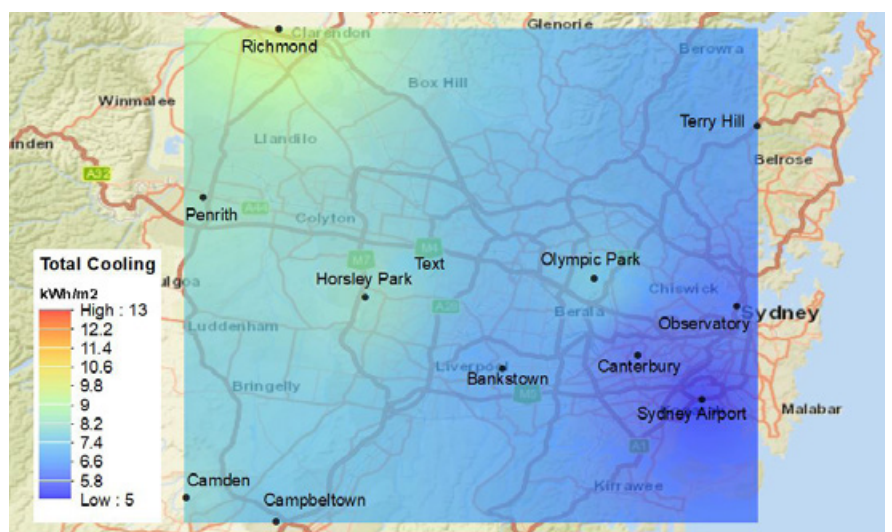 Glenorie
Clarendon
Richmond
Berowra
Box Hill
Winmalee
Terry Hill
Llandilo
inden
Belrose
A32
Penrith
A44
Colyton
M4
Text
Olympic Park
M7
Horsley Park
Chiswick
Total Cooling
kWh/m2
High : 13
12.2
11.4
10.6
9.8
9
8.2
7.4
6.6
5.8
Low : 5
ulgoa
Luddenham
Berala
Observatory
Sydney
Liverpool
Canterbury
Bankstown
Bringelly
M5
Sydney Airport
Malabar
A1
Kirrawee
Camden
Campbeltown